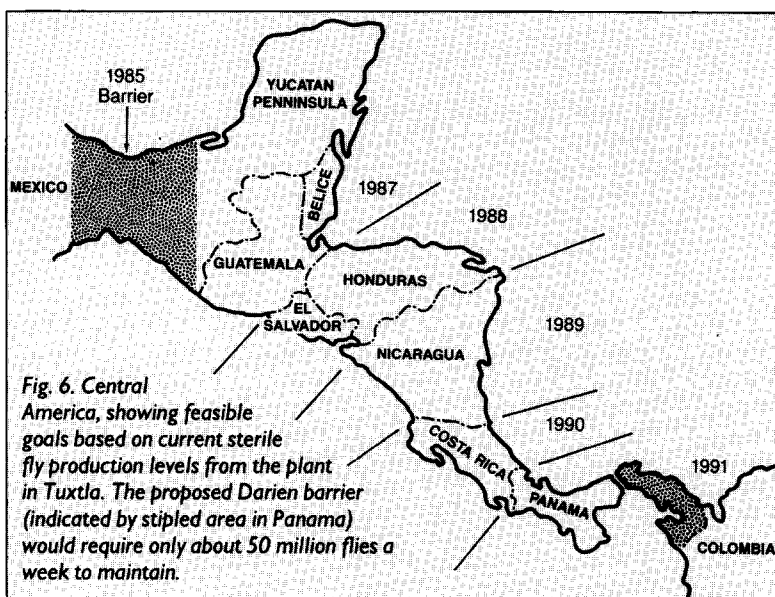 1985
Barrier
YUCATAN
PENNINSULA
MEXICO
BELICE
1987
1988
GUATEMALA
HONDURAS
EL
SALVADOR
1989
NICARAGUA
Fig. 6. Central
America, showing feasible
goals based on current sterile
fly production levels from the plant
in Tuxtla. The proposed Darien barrier
(indicated by stipled area in Panama)
would require only about 50 million flies a
week to maintain.
1990
COSTA RICA
PANAMA
1991
COLOMBIA